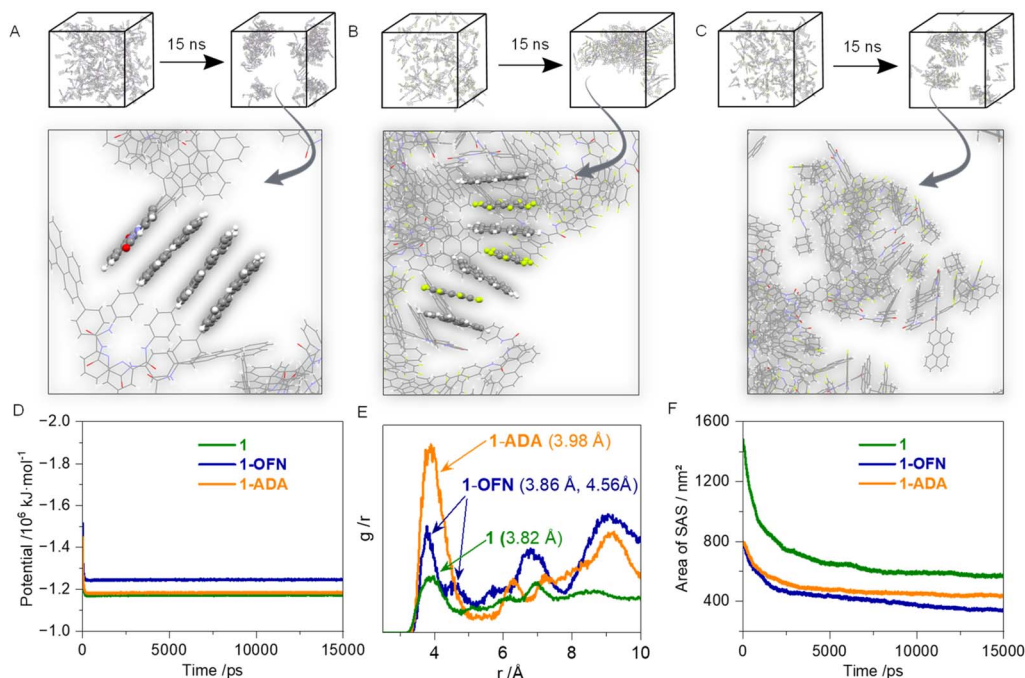 A
15 ns
B
15 ns
C
15 ns
D
Potential /10⁶ kJ·mol⁻¹
−2.0
−1.8
−1.6
−1.4
−1.2
−1.0
1
1-OFN
1-ADA
0
5000
10000
15000
Time /ps
E
g /r
1-ADA (3.98 Å)
1-OFN (3.86 Å, 4.56Å)
1 (3.82 Å)
4
6
8
10
r /Å
F
Area of SAS / nm²
1600
1200
800
400
1
1-OFN
1-ADA
0
5000
10000
15000
Time /ps